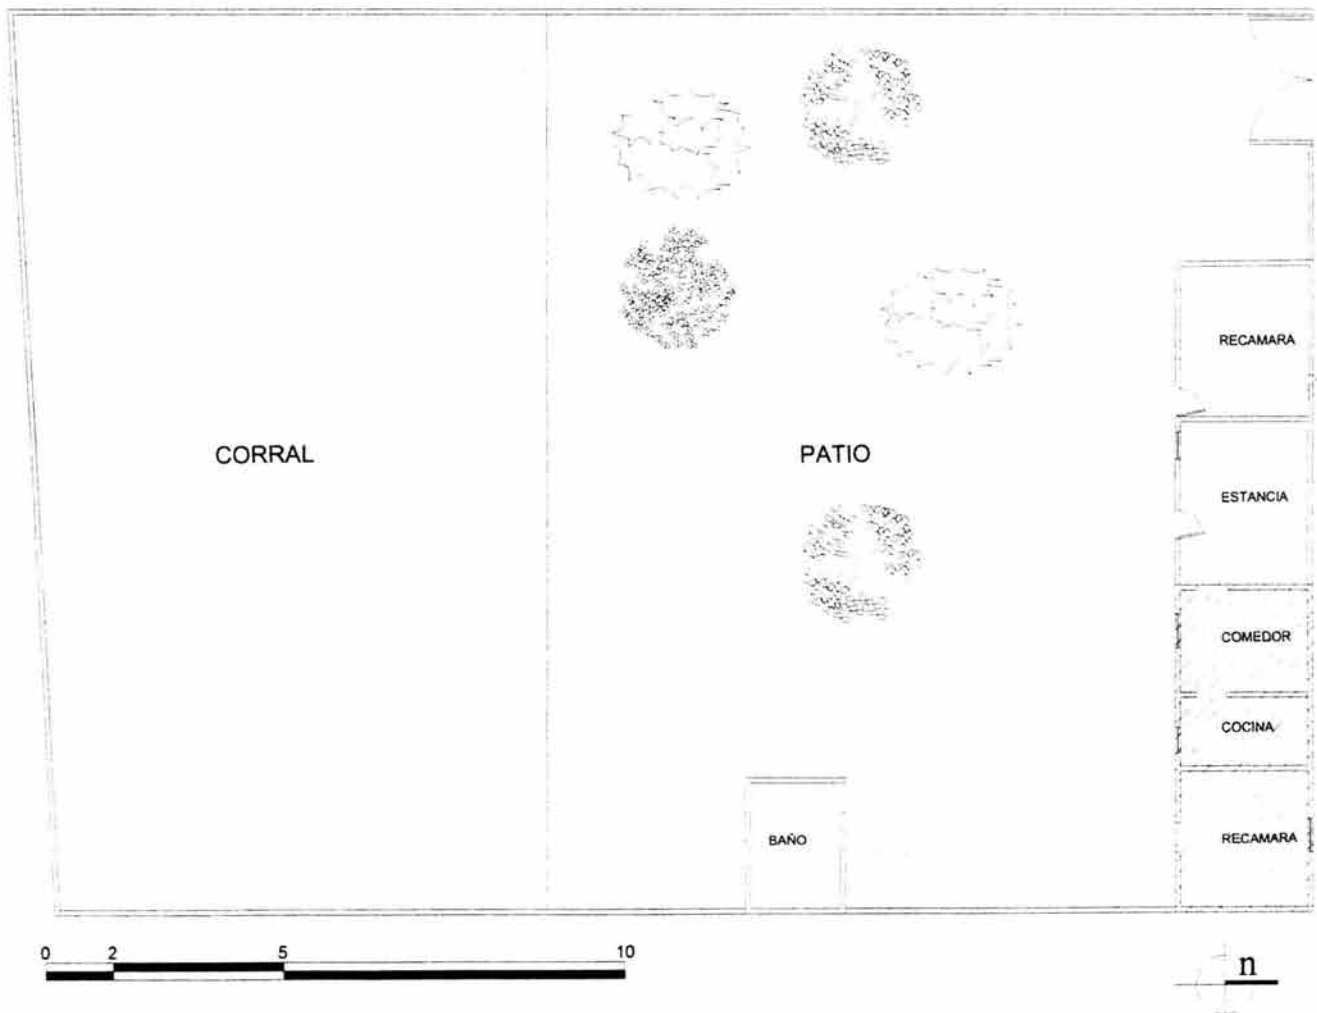 RECAMARA
CORRAL
PATIO
ESTANCIA
COMEDOR
COCINA
BAÑO
RECAMARA
0 2 5 10
n